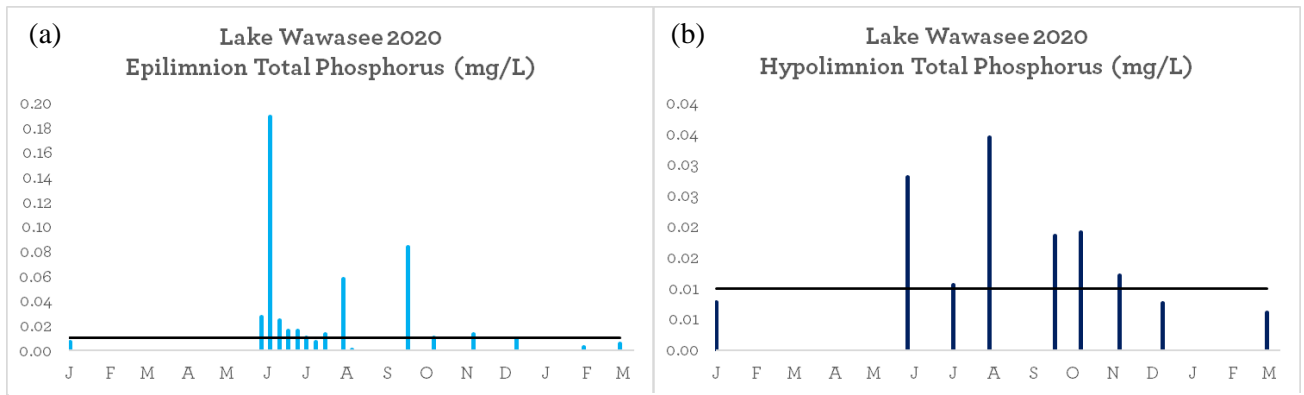 (a)
Lake Wawasee 2020
Epilimnion Total Phosphorus (mg/L)
0.20
0.18
0.16
0.14
0.12
0.10
0.08
0.06
0.04
0.02
0.00
J F M A M J J A S O N D J F M
(b)
Lake Wawasee 2020
Hypolimnion Total Phosphorus (mg/L)
0.04
0.04
0.03
0.03
0.02
0.02
0.01
0.01
0.00
J F M A M J J A O N D J F M